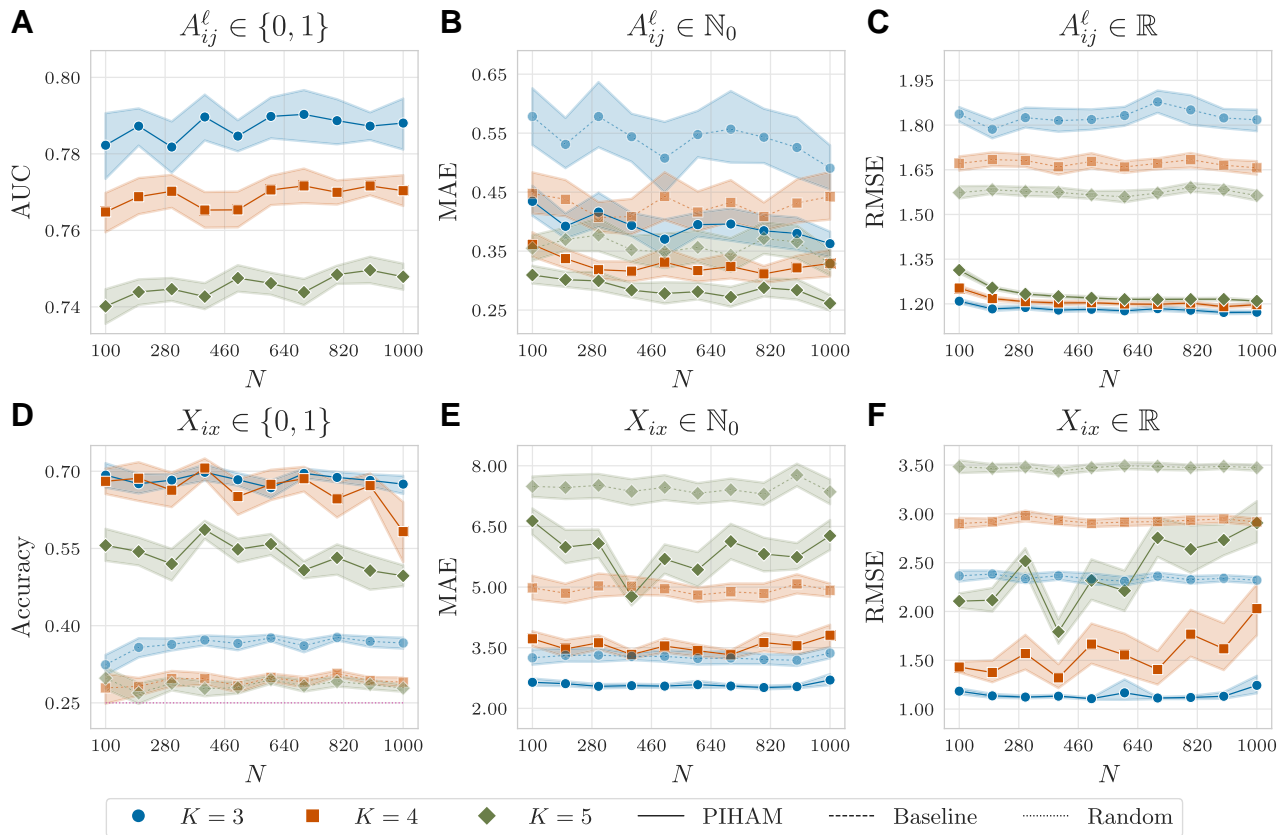 A
$A_{ij}^{\ell} \in \{0, 1\}$
0.80
0.78
0.76
0.74
AUC
100 280 460 640 820 1000
N
B
$A_{ij}^{\ell} \in \mathbb{N}_0$
0.65
0.55
0.45
0.35
0.25
MAE
100 280 460 640 820 1000
N
C
$A_{ij}^{\ell} \in \mathbb{R}$
1.95
1.80
1.65
1.50
1.35
1.20
RMSE
100 280 460 640 820 1000
N
D
$X_{ix} \in \{0, 1\}$
0.70
0.55
0.40
0.25
Accuracy
100 280 460 640 820 1000
N
E
$X_{ix} \in \mathbb{N}_0$
8.00
6.50
5.00
3.50
2.00
MAE
100 280 460 640 820 1000
N
F
$X_{ix} \in \mathbb{R}$
3.50
3.00
2.50
2.00
1.50
1.00
RMSE
100 280 460 640 820 1000
N
K = 3 K = 4 K = 5 PIHAM Baseline Random